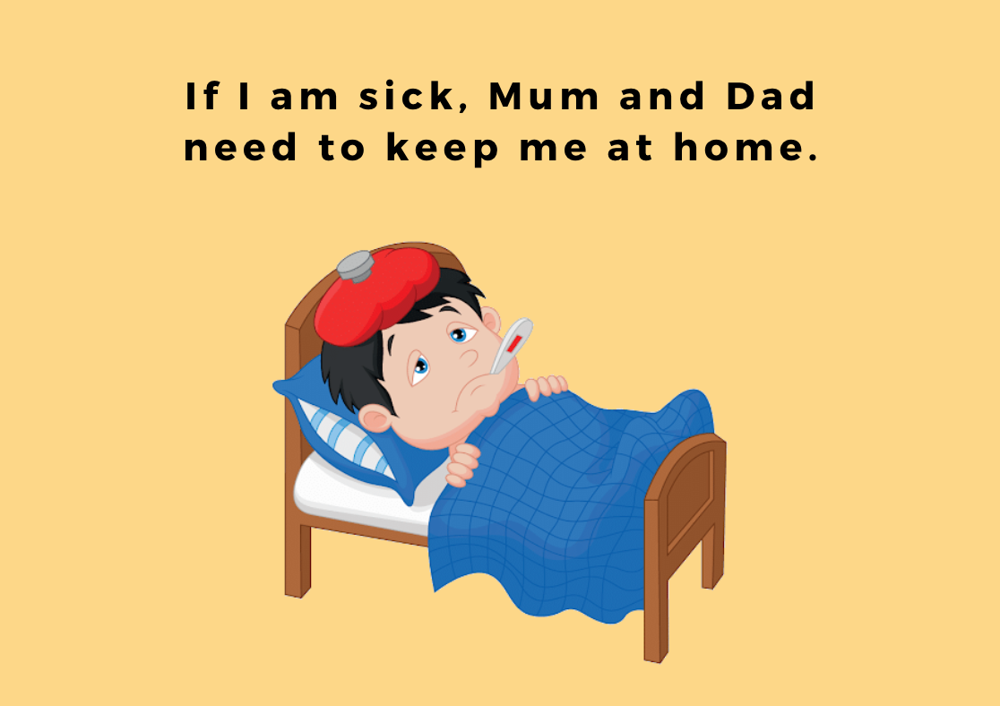 If I am sick, Mum and Dad
need to keep me at home.